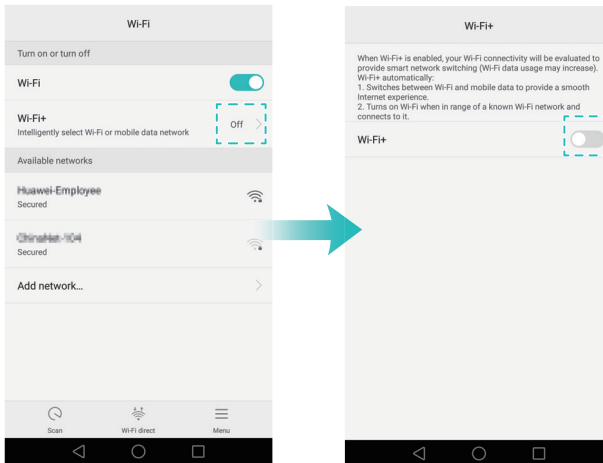 Wi-Fi
Turn on or turn off
Wi-Fi
Wi-Fi+
Intelligently select Wi-Fi or mobile data network
Off
Available networks
Huawei-Employee
Secured
Secured
Add network...
Scan
Wi-Fi direct
Menu
Wi-Fi+
When Wi-Fi+ is enabled, your Wi-Fi connectivity will be evaluated to
provide smart network switching (Wi-Fi data usage may increase).
Wi-Fi+ automatically:
1. Switches between Wi-Fi and mobile data to provide a smooth
Internet experience.
2. Turns on Wi-Fi when in range of a known Wi-Fi network and
connects to it.
Wi-Fi+